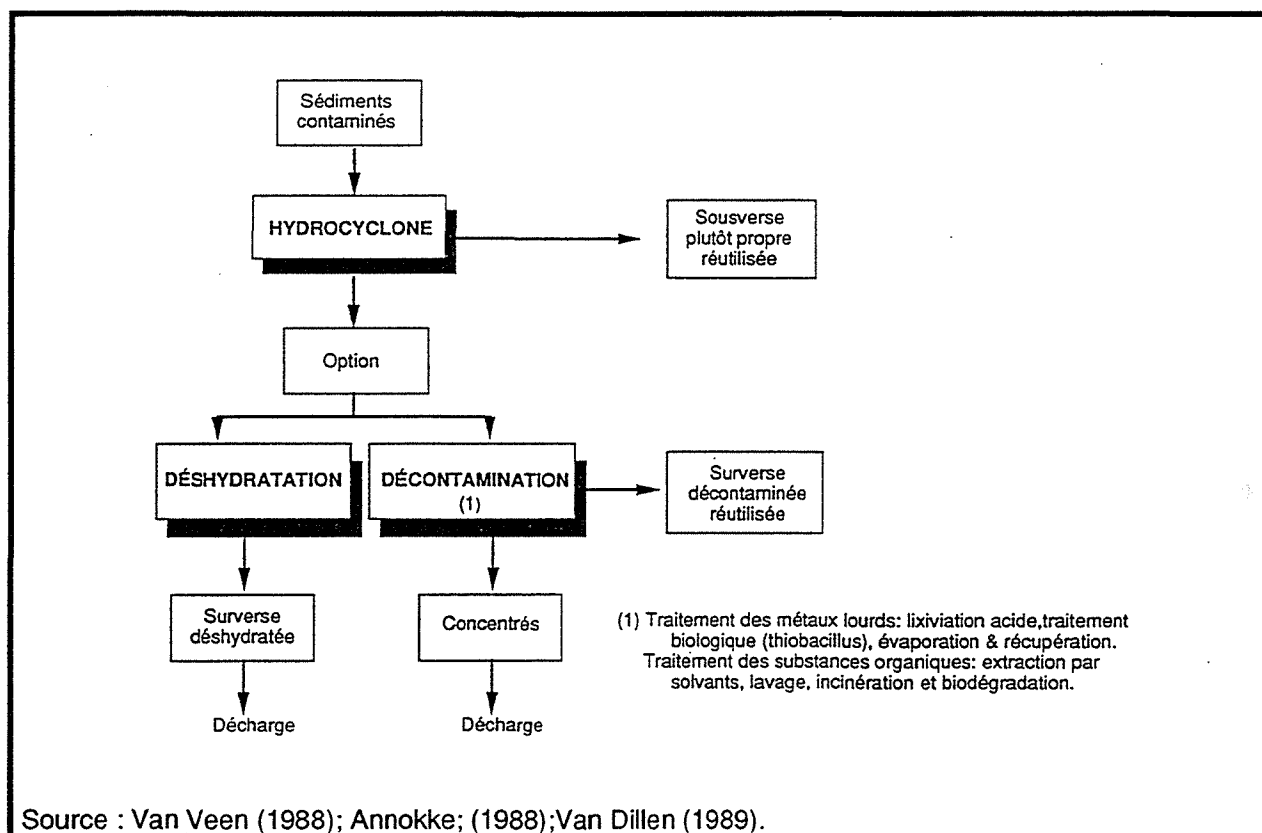 Sédiments
contaminés
HYDROCYCLONE
Sousverse
plutôt propre
réutilisée
Option
DÉSHYDRATATION
DÉCONTAMINATION
(1)
Surverse
décontaminée
réutilisée
Surverse
déshydratée
Concentrés
(1) Traitement des métaux lourds: lixiviation acide,traitement
biologique (thiobacillus), évaporation & récupération.
Traitement des substances organiques: extraction par
solvants, lavage, incinération et biodégradation.
Décharge
Décharge
Source : Van Veen (1988); Annokke; (1988);Van Dillen (1989).